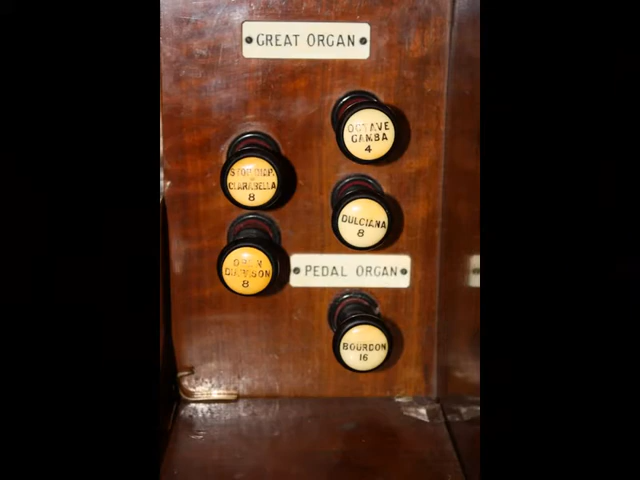 GREAT ORGAN
OCTAVE
GAMBA
4
STOP DIAP.
CLARABELLA
8
DULCIANA
8
OPEN
DIAPASON
8
PEDAL ORGAN
BOURDON
16